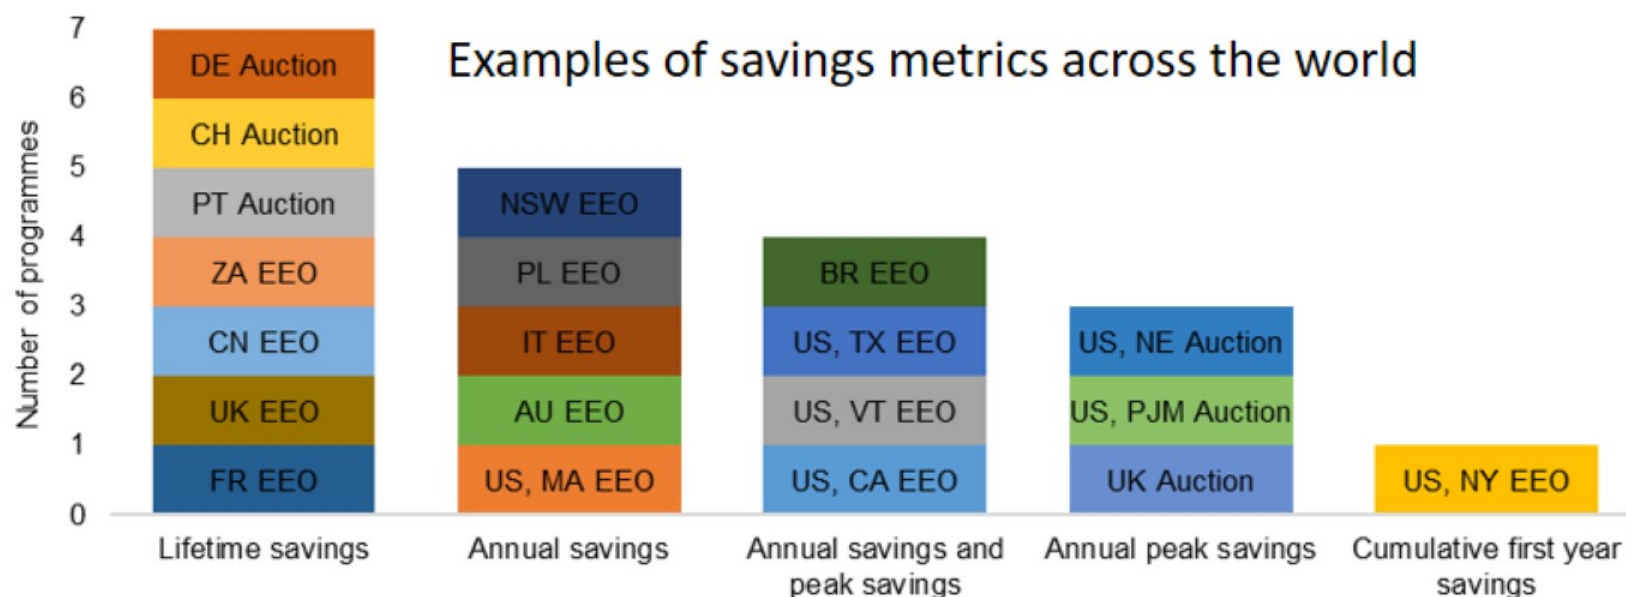 Examples of savings metrics across the world
Number of programmes
7
6
5
4
3
2
1
0
DE Auction
CH Auction
PT Auction
ZA EEO
CN EEO
UK EEO
FR EEO
NSW EEO
PL EEO
IT EEO
AU EEO
US, MA EEO
BR EEO
US, TX EEO
US, VT EEO
US, CA EEO
US, NE Auction
US, PJM Auction
UK Auction
US, NY EEO
Lifetime savings
Annual savings
Annual savings and
peak savings
Annual peak savings
Cumulative first year
savings